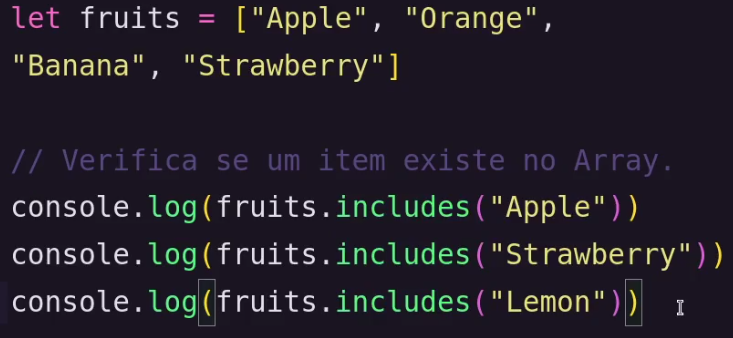 let fruits = ["Apple", "Orange",
"Banana", "Strawberry"]
// Verifica se um item existe no Array.
console.log(fruits.includes("Apple"))
console.log(fruits.includes("Strawberry"))
console.log(fruits.includes("Lemon"))